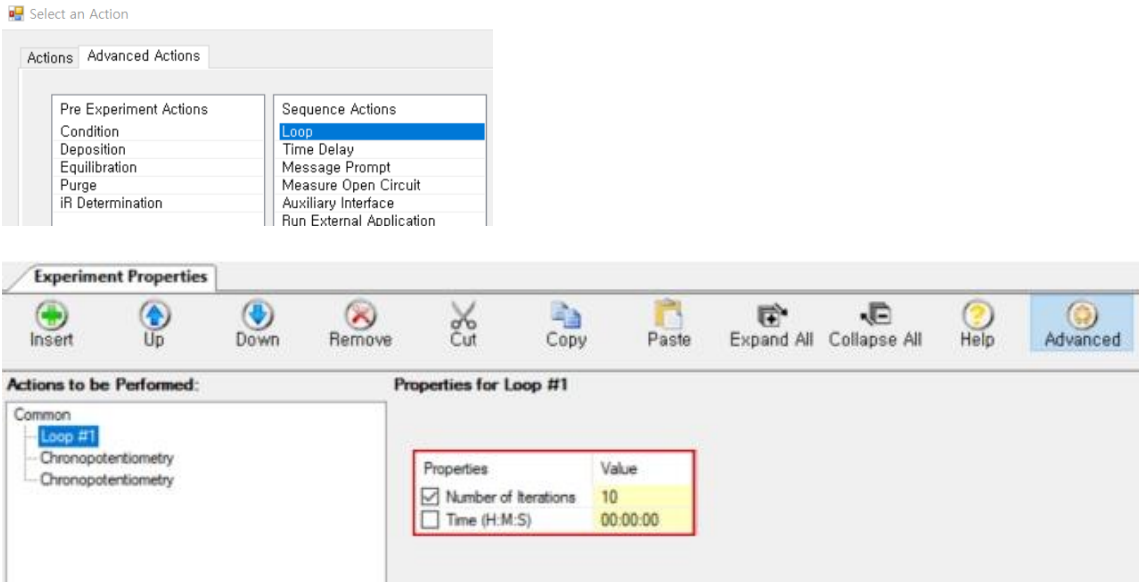 Select an Action
Actions Advanced Actions
Pre Experiment Actions
Condition
Deposition
Equilibration
Purge
iR Determination
Sequence Actions
Loop
Time Delay
Message Prompt
Measure Open Circuit
Auxiliary Interface
Run External Application
Experiment Properties
Insert Up Down Remove Cut Copy Paste Expand All Collapse All Help Advanced
Actions to be Performed:
Common
Loop #1
Chronopotentiometry
Chronopotentiometry
Properties for Loop #1
Properties Value
Number of Iterations 10
Time (H:M:S) 00:00:00